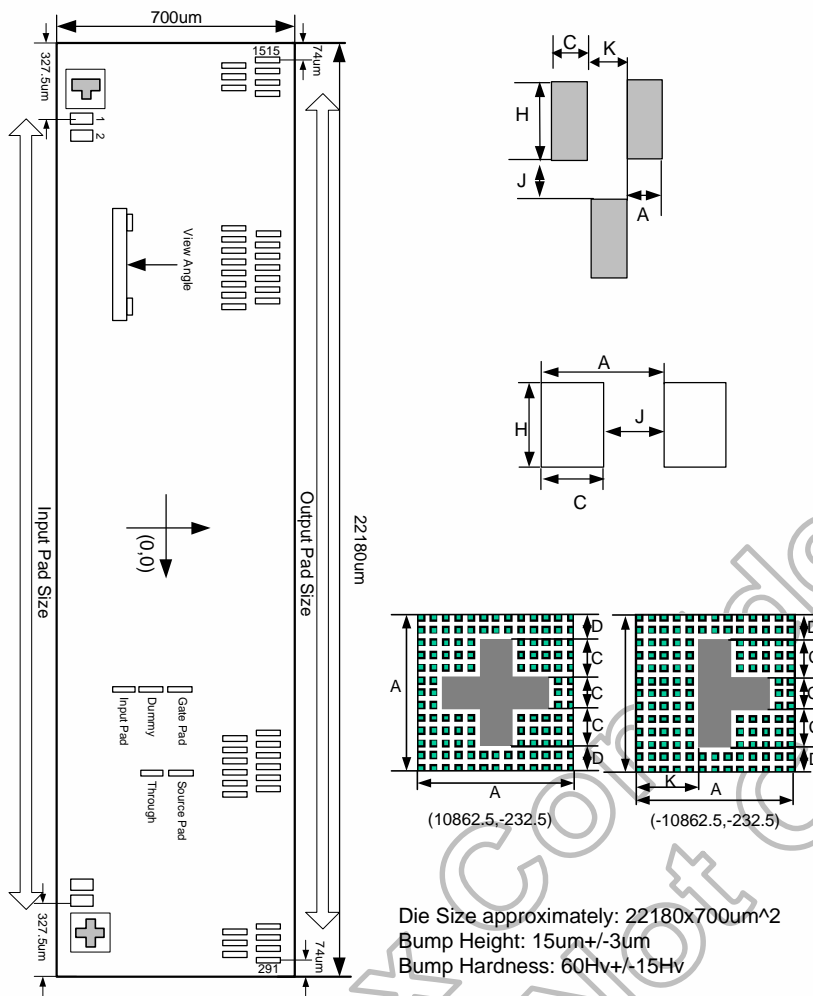 700um
327.5um
1515
74um
1
2
View Angle
Input Pad Size
(0,0)
Output Pad Size
22180um
Input Pad
Dummy
Gate Pad
Through
Source Pad
327.5um
291
74um
C
K
H
J
A
A
H
J
C
D
C
A
C
C
D
A
(10862.5,-232.5)
D
C
C
C
D
K
A
(-10862.5,-232.5)
Die Size approximately: 22180x700um^2
Bump Height: 15um+/-3um
Bump Hardness: 60Hv+/-15Hv